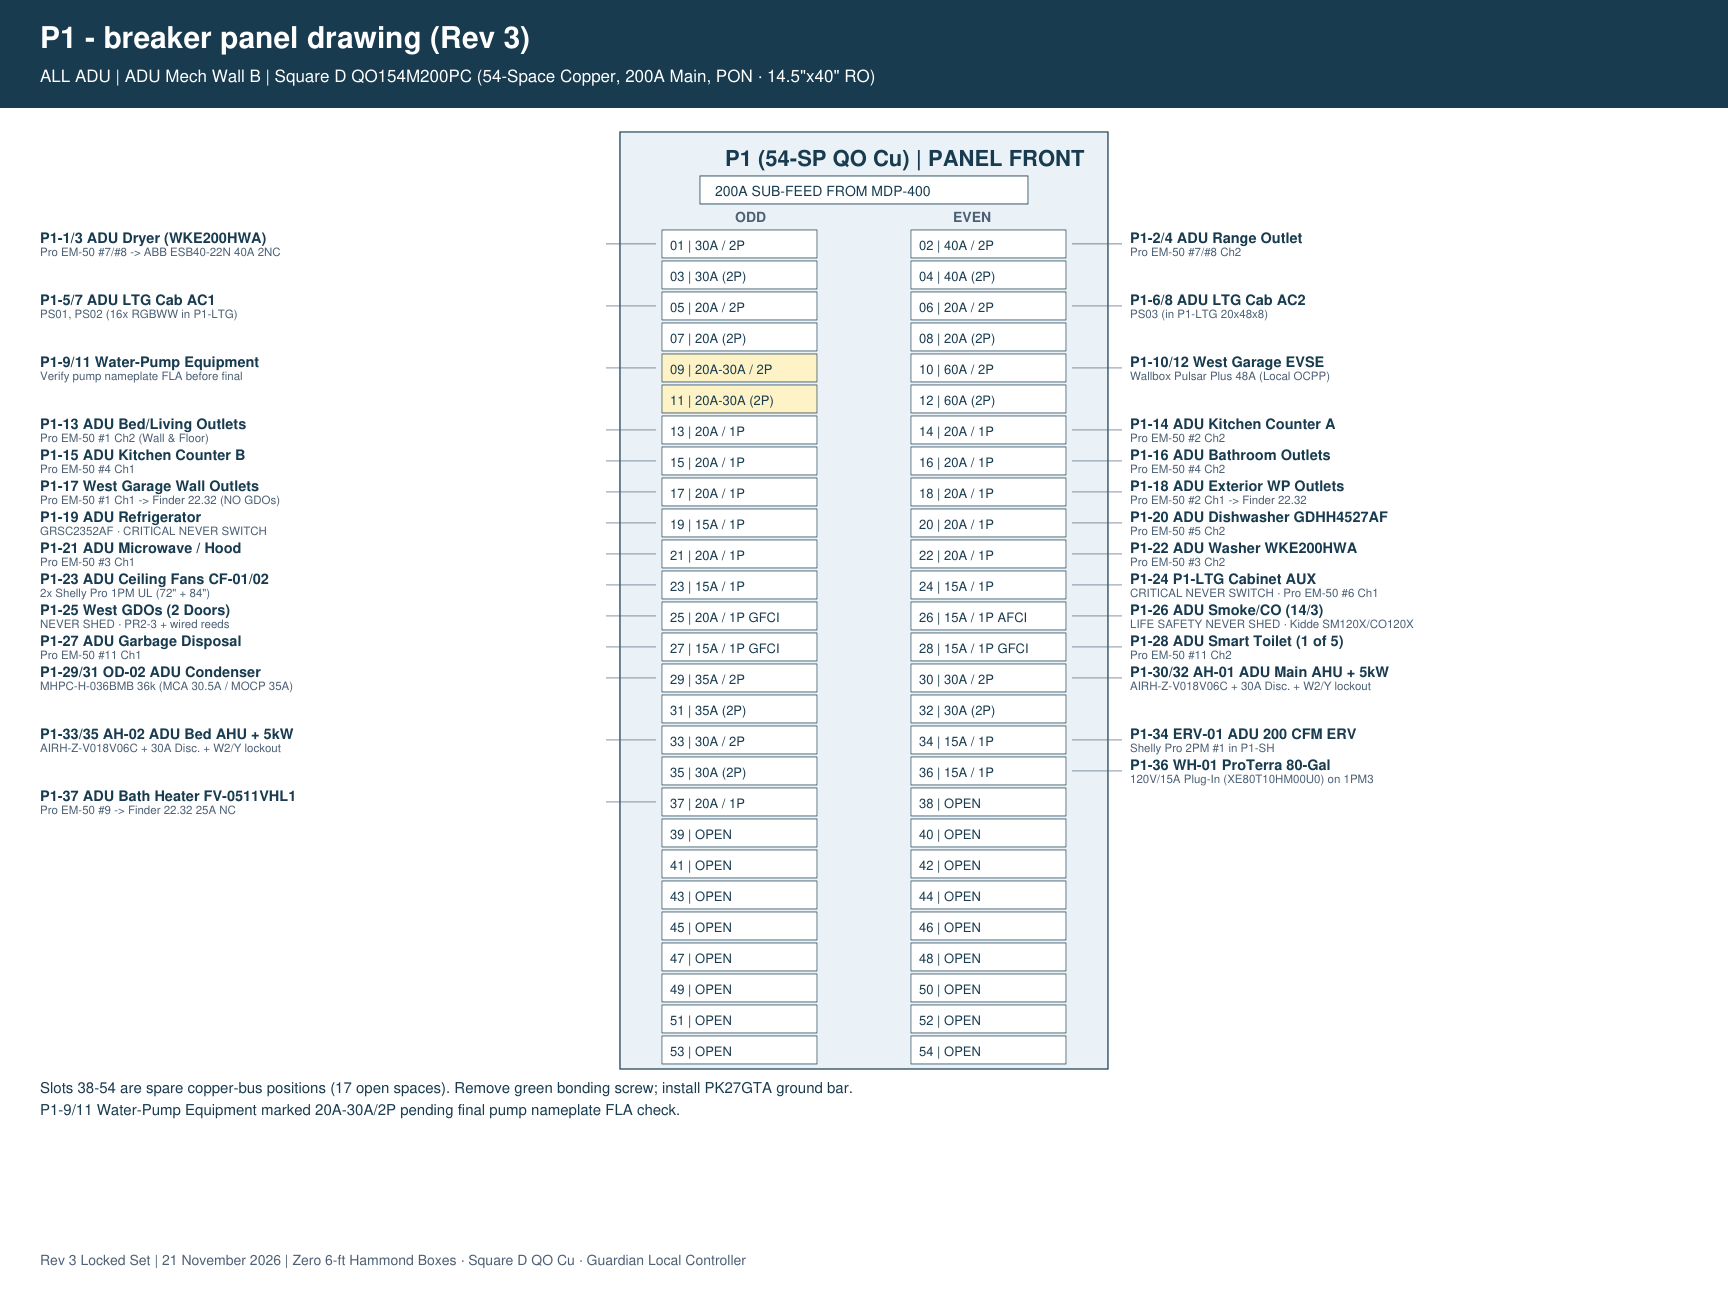 P1 - breaker panel drawing (Rev 3)
ALL ADU | ADU Mech Wall B | Square D QO154M200PC (54-Space Copper, 200A Main, PON · 14.5"x40" RO)
P1 (54-SP QO Cu) | PANEL FRONT
200A SUB-FEED FROM MDP-400
ODD
EVEN
P1-1/3 ADU Dryer (WKE200HWA)
Pro EM-50 #7/#8 -> ABB ESB40-22N 40A 2NC
01 | 30A / 2P
02 | 40A / 2P
P1-2/4 ADU Range Outlet
Pro EM-50 #7/#8 Ch2
03 | 30A (2P)
04 | 40A (2P)
P1-5/7 ADU LTG Cab AC1
PS01, PS02 (16x RGBWW in P1-LTG)
05 | 20A / 2P
06 | 20A / 2P
P1-6/8 ADU LTG Cab AC2
PS03 (in P1-LTG 20x48x8)
07 | 20A (2P)
08 | 20A (2P)
P1-9/11 Water-Pump Equipment
Verify pump nameplate FLA before final
09 | 20A-30A / 2P
10 | 60A / 2P
P1-10/12 West Garage EVSE
Wallbox Pulsar Plus 48A (Local OCPP)
11 | 20A-30A (2P)
12 | 60A (2P)
P1-13 ADU Bed/Living Outlets
Pro EM-50 #1 Ch2 (Wall & Floor)
13 | 20A / 1P
14 | 20A / 1P
P1-14 ADU Kitchen Counter A
Pro EM-50 #2 Ch2
P1-15 ADU Kitchen Counter B
Pro EM-50 #4 Ch1
15 | 20A / 1P
16 | 20A / 1P
P1-16 ADU Bathroom Outlets
Pro EM-50 #4 Ch2
P1-17 West Garage Wall Outlets
Pro EM-50 #1 Ch1 -> Finder 22.32 (NO GDOs)
17 | 20A / 1P
18 | 20A / 1P
P1-18 ADU Exterior WP Outlets
Pro EM-50 #2 Ch1 -> Finder 22.32
P1-19 ADU Refrigerator
GRSC2352AF · CRITICAL NEVER SWITCH
19 | 15A / 1P
20 | 20A / 1P
P1-20 ADU Dishwasher GDHH4527AF
Pro EM-50 #5 Ch2
P1-21 ADU Microwave / Hood
Pro EM-50 #3 Ch1
21 | 20A / 1P
22 | 20A / 1P
P1-22 ADU Washer WKE200HWA
Pro EM-50 #3 Ch2
P1-23 ADU Ceiling Fans CF-01/02
2x Shelly Pro 1PM UL (72" + 84")
23 | 15A / 1P
24 | 15A / 1P
P1-24 P1-LTG Cabinet AUX
CRITICAL NEVER SWITCH · Pro EM-50 #6 Ch1
P1-25 West GDOs (2 Doors)
NEVER SHED · PR2-3 + wired reeds
25 | 20A / 1P GFCI
26 | 15A / 1P AFCI
P1-26 ADU Smoke/CO (14/3)
LIFE SAFETY NEVER SHED · Kidde SM120X/CO120X
P1-27 ADU Garbage Disposal
Pro EM-50 #11 Ch1
27 | 15A / 1P GFCI
28 | 15A / 1P GFCI
P1-28 ADU Smart Toilet (1 of 5)
Pro EM-50 #11 Ch2
P1-29/31 OD-02 ADU Condenser
MHPC-H-036BMB 36k (MCA 30.5A / MOCP 35A)
29 | 35A / 2P
30 | 30A / 2P
P1-30/32 AH-01 ADU Main AHU + 5kW
AIRH-Z-V018V06C + 30A Disc. + W2/Y lockout
31 | 35A (2P)
32 | 30A (2P)
P1-33/35 AH-02 ADU Bed AHU + 5kW
AIRH-Z-V018V06C + 30A Disc. + W2/Y lockout
33 | 30A / 2P
34 | 15A / 1P
P1-34 ERV-01 ADU 200 CFM ERV
Shelly Pro 2PM #1 in P1-SH
35 | 30A (2P)
36 | 15A / 1P
P1-36 WH-01 ProTerra 80-Gal
120V/15A Plug-In (XE80T10HM00U0) on 1PM3
P1-37 ADU Bath Heater FV-0511VHL1
Pro EM-50 #9 -> Finder 22.32 25A NC
37 | 20A / 1P
38 | OPEN
39 | OPEN
40 | OPEN
41 | OPEN
42 | OPEN
43 | OPEN
44 | OPEN
45 | OPEN
46 | OPEN
47 | OPEN
48 | OPEN
49 | OPEN
50 | OPEN
51 | OPEN
52 | OPEN
53 | OPEN
54 | OPEN
Slots 38-54 are spare copper-bus positions (17 open spaces). Remove green bonding screw; install PK27GTA ground bar.
P1-9/11 Water-Pump Equipment marked 20A-30A/2P pending final pump nameplate FLA check.
Rev 3 Locked Set | 21 November 2026 | Zero 6-ft Hammond Boxes · Square D QO Cu · Guardian Local Controller